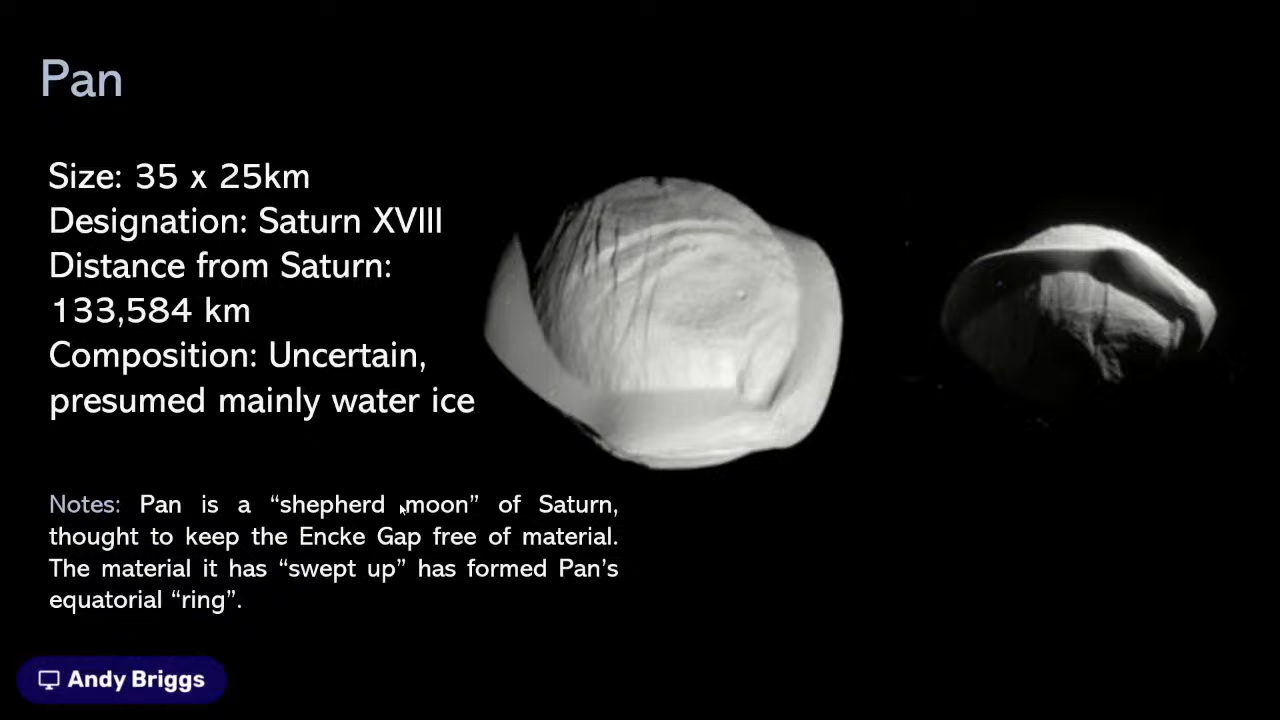 Pan
Size: 35 x 25km
Designation: Saturn XVIII
Distance from Saturn:
133,584 km
Composition: Uncertain,
presumed mainly water ice
Notes: Pan is a “shepherd moon” of Saturn,
thought to keep the Encke Gap free of material.
The material it has “swept up” has formed Pan’s
equatorial “ring”.
Andy Briggs